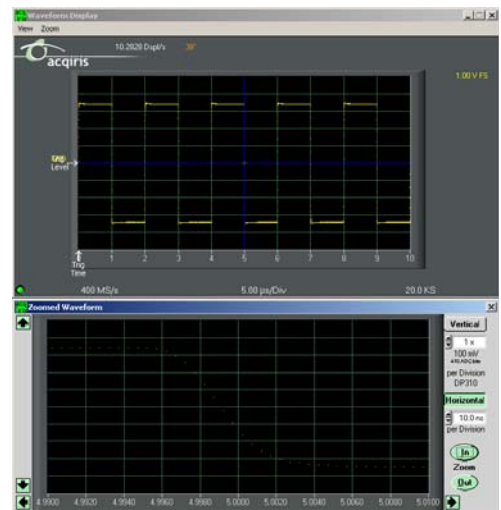 Waveform Display
View Zoom
acqiris
10.2828 Dspl/s
1.00 V FS
Level
1 2 3 4 5 6 7 8 9 10
Trig
Time
400 MS/s 5.00 µs/Div 20.0 KS
Zoomed Waveform
Vertical
1 x
100 mV
per Division
DP310
Horizontal
10.0 ns
per Division
In
Zoom
Out
4.9900 4.9920 4.9940 4.9960 4.9980 5.0000 5.0020 5.0040 5.0060 5.0080 5.0100